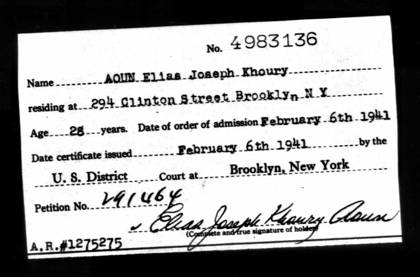 No. 4983136
Name AOUN Elias Joseph Khoury
residing at 294 Clinton Street Brooklyn N Y
Age 28 years. Date of order of admission February 6th 1941
Date certificate issued February 6th 1941 by the
U. S. District Court at Brooklyn, New York
Petition No. 291464
Elias Joseph Khoury Aoun
(Complete and true signature of holder)
A.R.#1275275